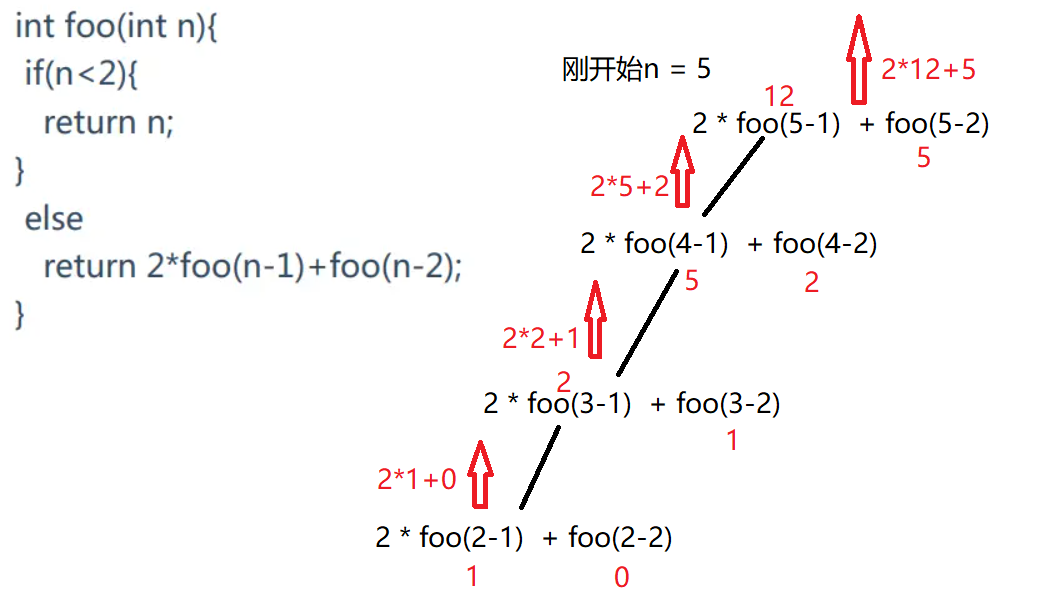 int foo(int n){
if(n<2){
return n;
}
else
return 2*foo(n-1)+foo(n-2);
}
刚开始n = 5
2*12+5
12
2 * foo(5-1) + foo(5-2)
5
2*5+2
2 * foo(4-1) + foo(4-2)
5 2
2*2+1
2
2 * foo(3-1) + foo(3-2)
1
2*1+0
2 * foo(2-1) + foo(2-2)
1 0